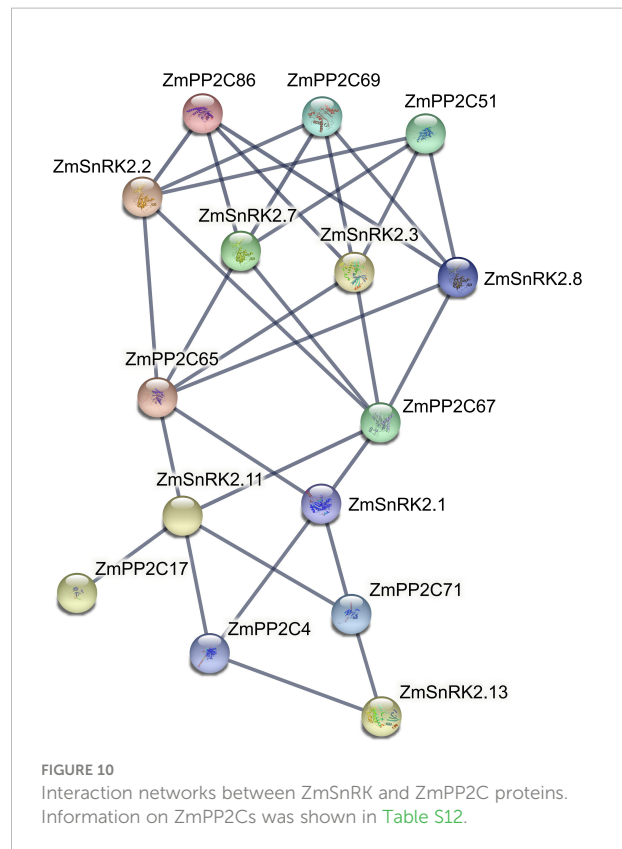 ZmPP2C86
ZmPP2C69
ZmPP2C51
ZmSnRK2.2
ZmSnRK2.7
ZmSnRK2.3
ZmSnRK2.8
ZmPP2C65
ZmPP2C67
ZmSnRK2.11
ZmSnRK2.1
ZmPP2C17
ZmPP2C71
ZmPP2C4
ZmSnRK2.13
FIGURE 10
Interaction networks between ZmSnRK and ZmPP2C proteins.
Information on ZmPP2Cs was shown in Table S12.